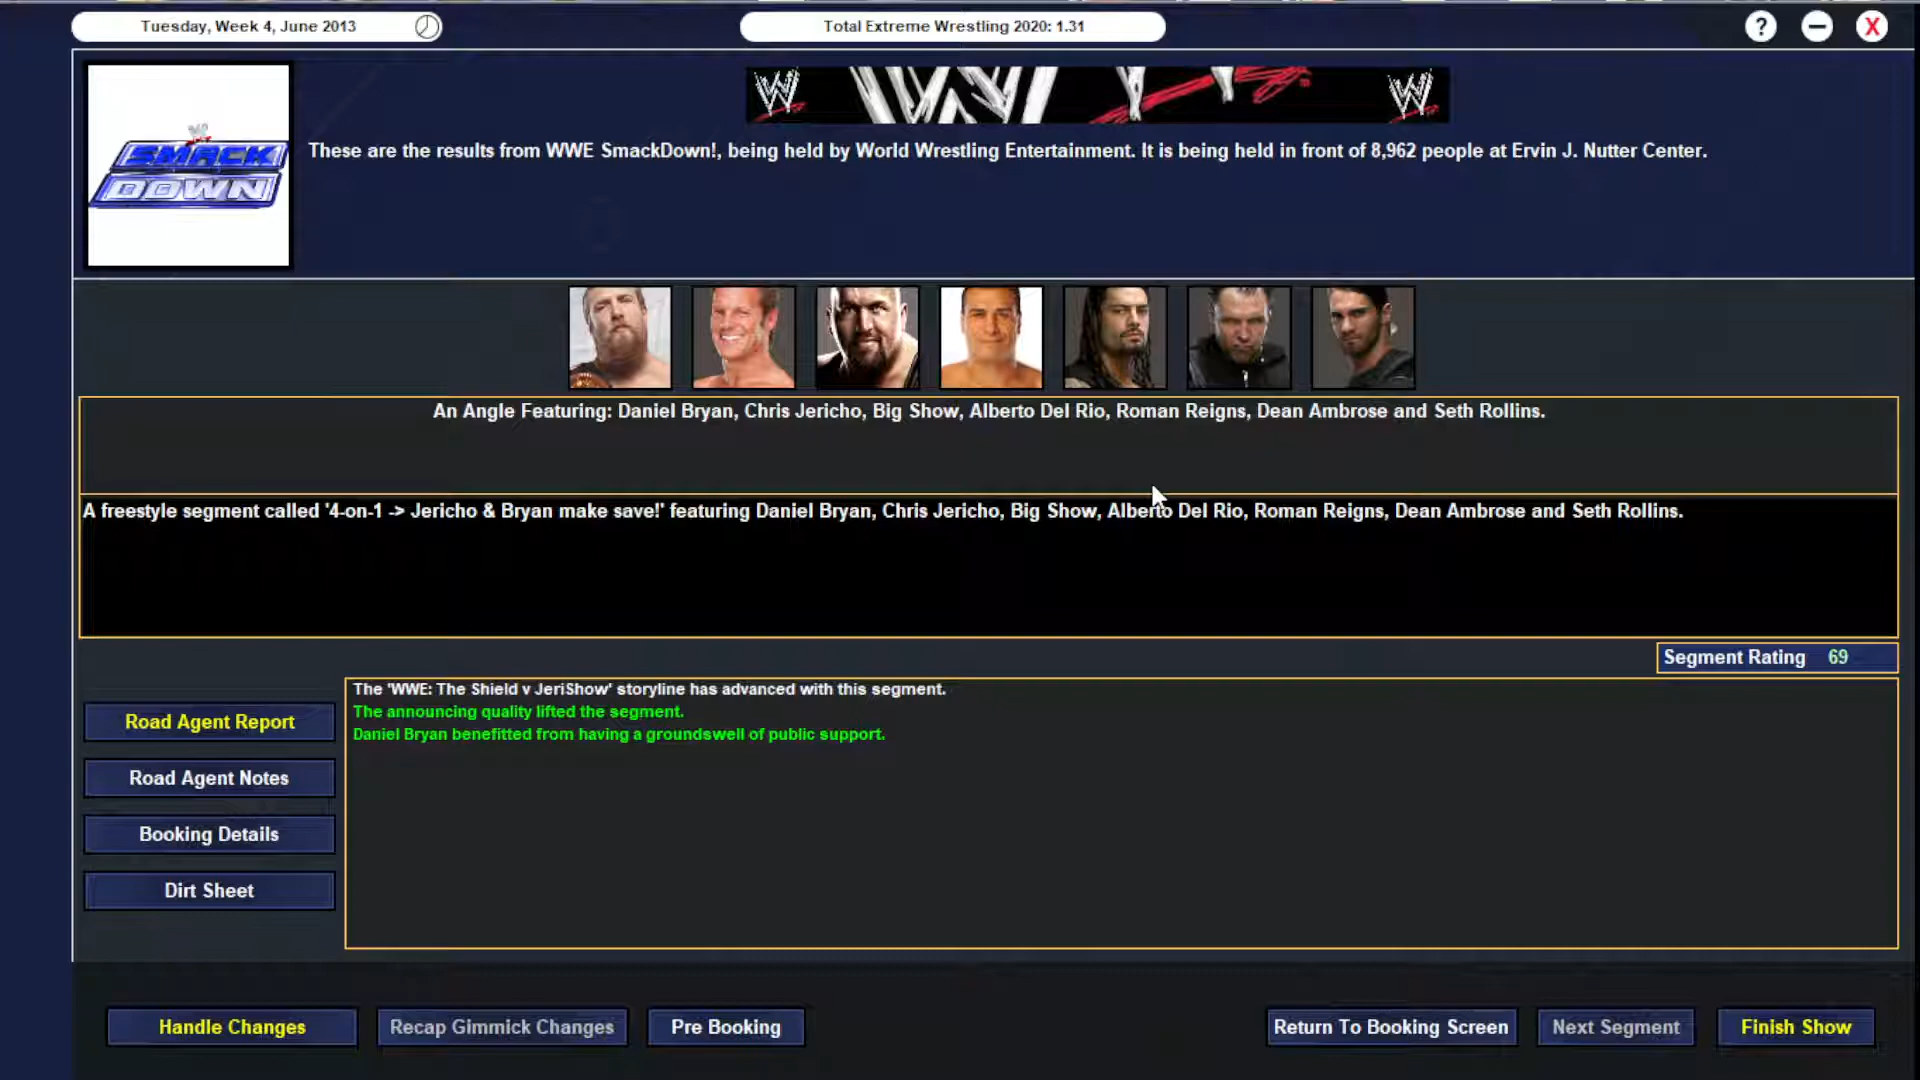 Tuesday, Week 4, June 2013
Total Extreme Wrestling 2020: 1.31
?
X
SMACK
DOWN
These are the results from WWE SmackDown!, being held by World Wrestling Entertainment. It is being held in front of 8,962 people at Ervin J. Nutter Center.
An Angle Featuring: Daniel Bryan, Chris Jericho, Big Show, Alberto Del Rio, Roman Reigns, Dean Ambrose and Seth Rollins.
A freestyle segment called '4-on-1 -> Jericho & Bryan make save!' featuring Daniel Bryan, Chris Jericho, Big Show, Alberto Del Rio, Roman Reigns, Dean Ambrose and Seth Rollins.
Segment Rating 69
The 'WWE: The Shield v JeriShow' storyline has advanced with this segment.
The announcing quality lifted the segment.
Daniel Bryan benefitted from having a groundswell of public support.
Road Agent Report
Road Agent Notes
Booking Details
Dirt Sheet
Handle Changes
Recap Gimmick Changes
Pre Booking
Return To Booking Screen
Next Segment
Finish Show